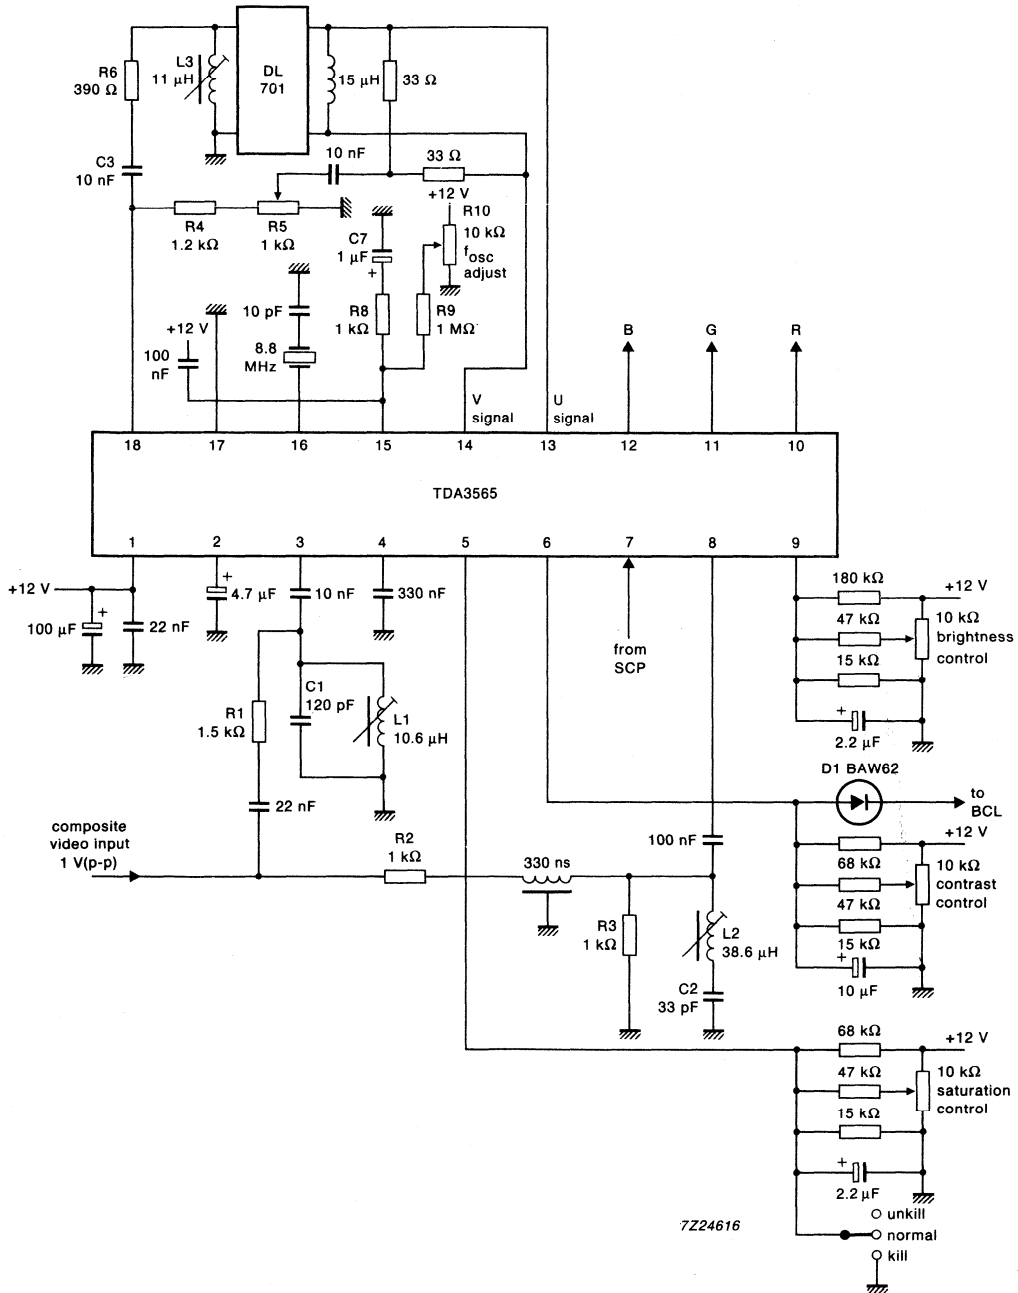 R6
390 Ω
L3
11 μH
DL
701
15 μH
33 Ω
C3
10 nF
10 nF
33 Ω
+12 V
R10
10 kΩ
fosc
adjust
R4
1.2 kΩ
R5
1 kΩ
C7
1 μF
+
10 pF
R8
1 kΩ
R9
1 MΩ
+12 V
100
nF
8.8
MHz
B
G
R
V
signal
U
signal
18
17
16
15
14
13
12
11
10
TDA3565
1
2
3
4
5
6
7
8
9
+12 V
+
100 μF
22 nF
+
4.7 μF
10 nF
330 nF
from
SCP
180 kΩ
+12 V
47 kΩ
10 kΩ
brightness
control
15 kΩ
+
2.2 μF
R1
1.5 kΩ
C1
120 pF
L1
10.6 μH
22 nF
D1 BAW62
to
BCL
composite
video input
1 V(p-p)
R2
1 kΩ
330 ns
100 nF
+12 V
68 kΩ
10 kΩ
contrast
control
47 kΩ
15 kΩ
+
10 μF
R3
1 kΩ
L2
38.6 μH
C2
33 pF
68 kΩ
+12 V
47 kΩ
10 kΩ
saturation
control
15 kΩ
+
2.2 μF
unkill
normal
kill
7Z24616